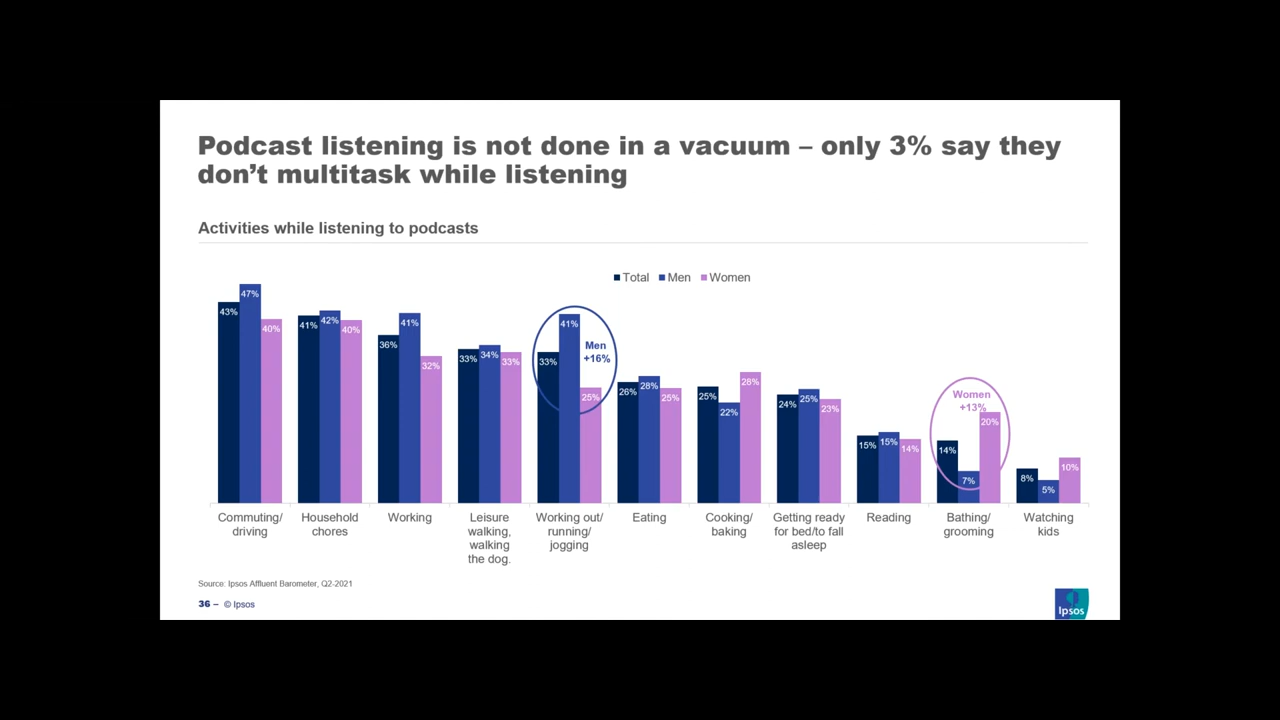 Podcast listening is not done in a vacuum – only 3% say they
don't multitask while listening
Activities while listening to podcasts
Total Men Women
43% 47% 40%
41% 42% 40%
36% 41% 32%
33% 34% 33%
33% 41% 25%
Men
+16%
26% 28% 25%
25% 22% 28%
24% 25% 23%
15% 15% 14%
Women
+13%
14% 7% 20%
8% 5% 10%
Commuting/
driving
Household
chores
Working
Leisure
walking,
walking
the dog.
Working out/
running/
jogging
Eating
Cooking/
baking
Getting ready
for bed/to fall
asleep
Reading
Bathing/
grooming
Watching
kids
Source: Ipsos Affluent Barometer, Q2-2021
36 – © Ipsos
Ipsos